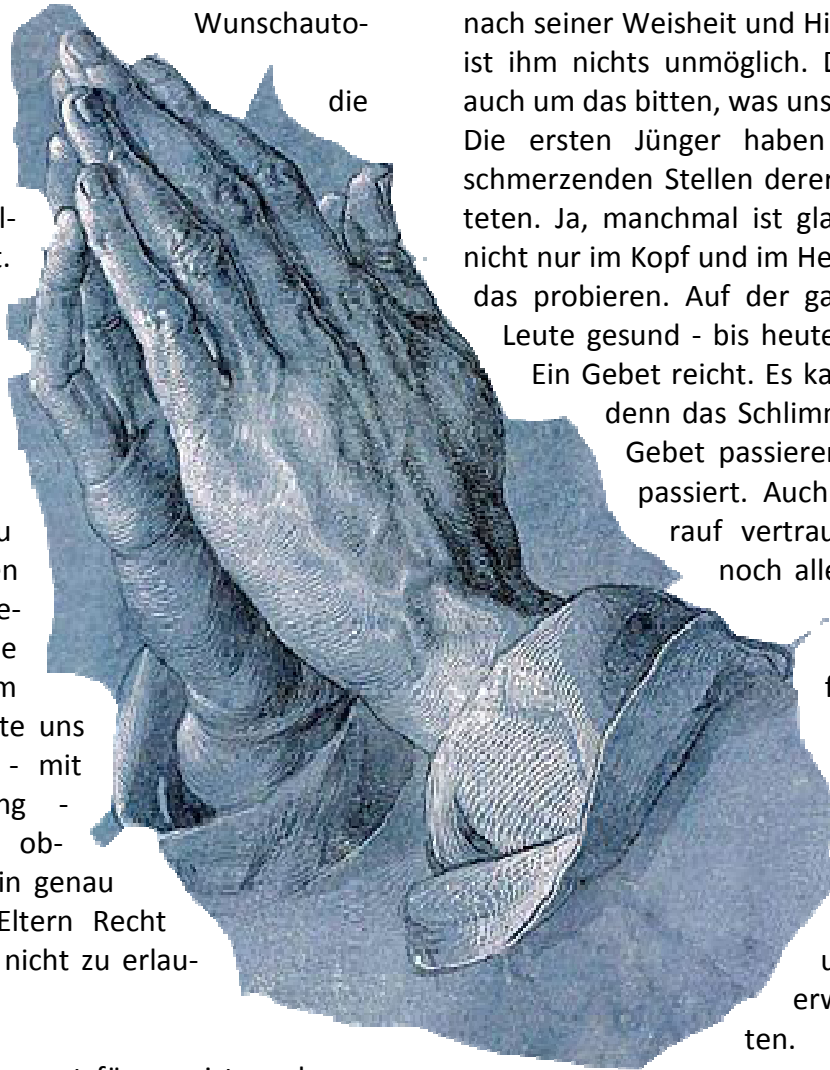 Wunschauto-
die
l-
t.
u
en
e-
e
m
te uns
- mit
ng -
ob-
in genau
Eltern Recht
nicht zu erlau-
nach seiner Weisheit und Hi
ist ihm nichts unmöglich. D
auch um das bitten, was uns
Die ersten Jünger haben
schmerzenden Stellen derer
teten. Ja, manchmal ist gla
nicht nur im Kopf und im He
das probieren. Auf der ga
Leute gesund - bis heute
Ein Gebet reicht. Es ka
denn das Schlimm
Gebet passieren
passiert. Auch
rauf vertrau
noch alle
f
u
erw
ten.